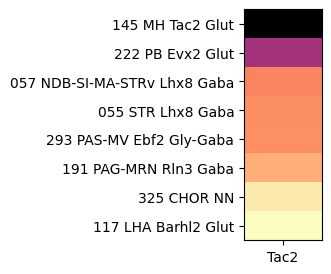 145 MH Tac2 Glut
222 PB Evx2 Glut
057 NDB-SI-MA-STRv Lhx8 Gaba
055 STR Lhx8 Gaba
293 PAS-MV Ebf2 Gly-Gaba
191 PAG-MRN Rln3 Gaba
325 CHOR NN
117 LHA Barhl2 Glut
Tac2